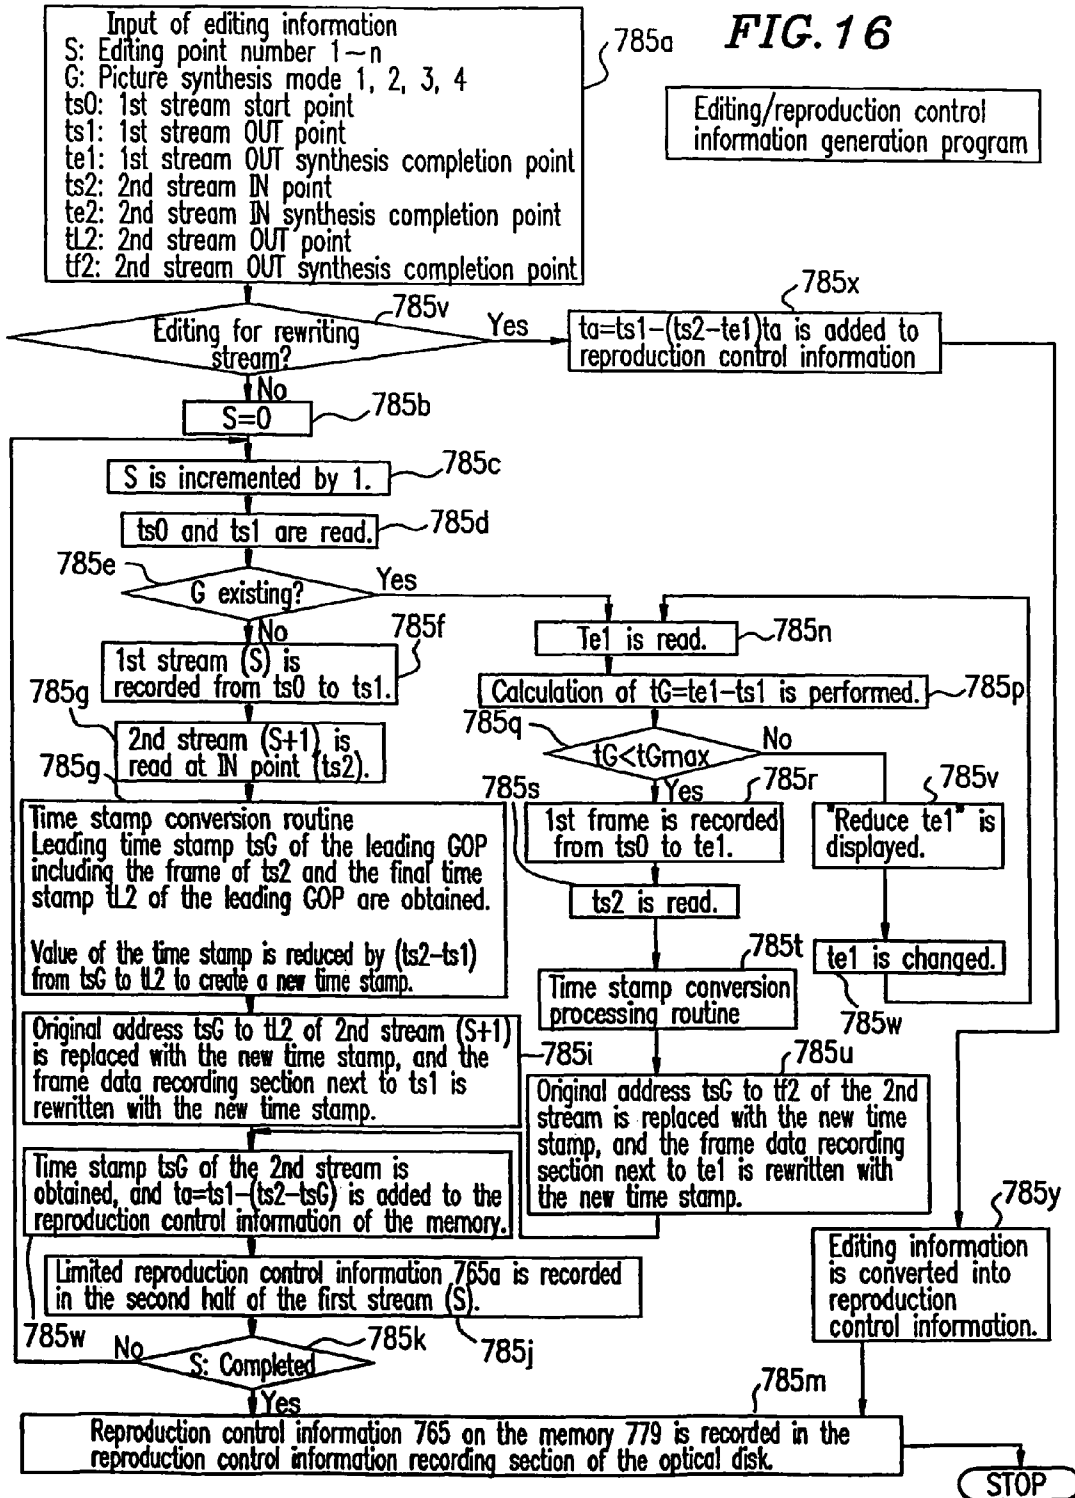 FIG. 16
Input of editing information
S: Editing point number 1~n
G: Picture synthesis mode 1, 2, 3, 4
ts0: 1st stream start point
ts1: 1st stream OUT point
te1: 1st stream OUT synthesis completion point
ts2: 2nd stream IN point
te2: 2nd stream IN synthesis completion point
tL2: 2nd stream OUT point
tf2: 2nd stream OUT synthesis completion point
785a
Editing/reproduction control
information generation program
785v
Editing for rewriting
stream?
Yes
No
785x
ta=ts1-(ts2-te1)ta is added to
reproduction control information
S=0
785b
S is incremented by 1.
785c
ts0 and ts1 are read.
785d
785e
G existing?
Yes
No
785f
1st stream (S) is
recorded from ts0 to ts1.
785g
2nd stream (S+1) is
read at IN point (ts2).
785g
Time stamp conversion routine
Leading time stamp tsG of the leading GOP
including the frame of ts2 and the final time
stamp tL2 of the leading GOP are obtained.
Value of the time stamp is reduced by (ts2-ts1)
from tsG to tL2 to create a new time stamp.
Original address tsG to tL2 of 2nd stream (S+1)
is replaced with the new time stamp, and the
frame data recording section next to ts1 is
rewritten with the new time stamp.
785i
Time stamp tsG of the 2nd stream is
obtained, and ta=ts1-(ts2-tsG) is added to the
reproduction control information of the memory.
785w
Limited reproduction control information 765a is recorded
in the second half of the first stream (S).
785j
785k
S: Completed
No
Yes
Te1 is read.
785n
Calculation of tG=te1-ts1 is performed.
785p
785q
tG<tGmax
No
Yes
785r
1st frame is recorded
from ts0 to te1.
785s
ts2 is read.
785t
Time stamp conversion
processing routine
785u
Original address tsG to tf2 of the 2nd
stream is replaced with the new time
stamp, and the frame data recording
section next to te1 is rewritten with
the new time stamp.
785v
"Reduce te1" is
displayed.
te1 is changed.
785w
785y
Editing information
is converted into
reproduction
control information.
785m
Reproduction control information 765 on the memory 779 is recorded in the
reproduction control information recording section of the optical disk.
STOP